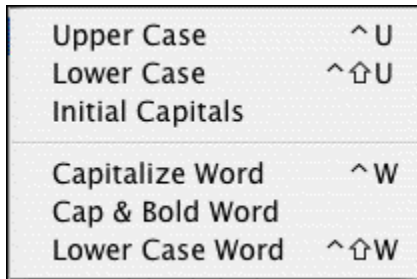 Upper Case ^U
Lower Case ^⇧U
Initial Capitals
Capitalize Word ^W
Cap & Bold Word
Lower Case Word ^⇧W